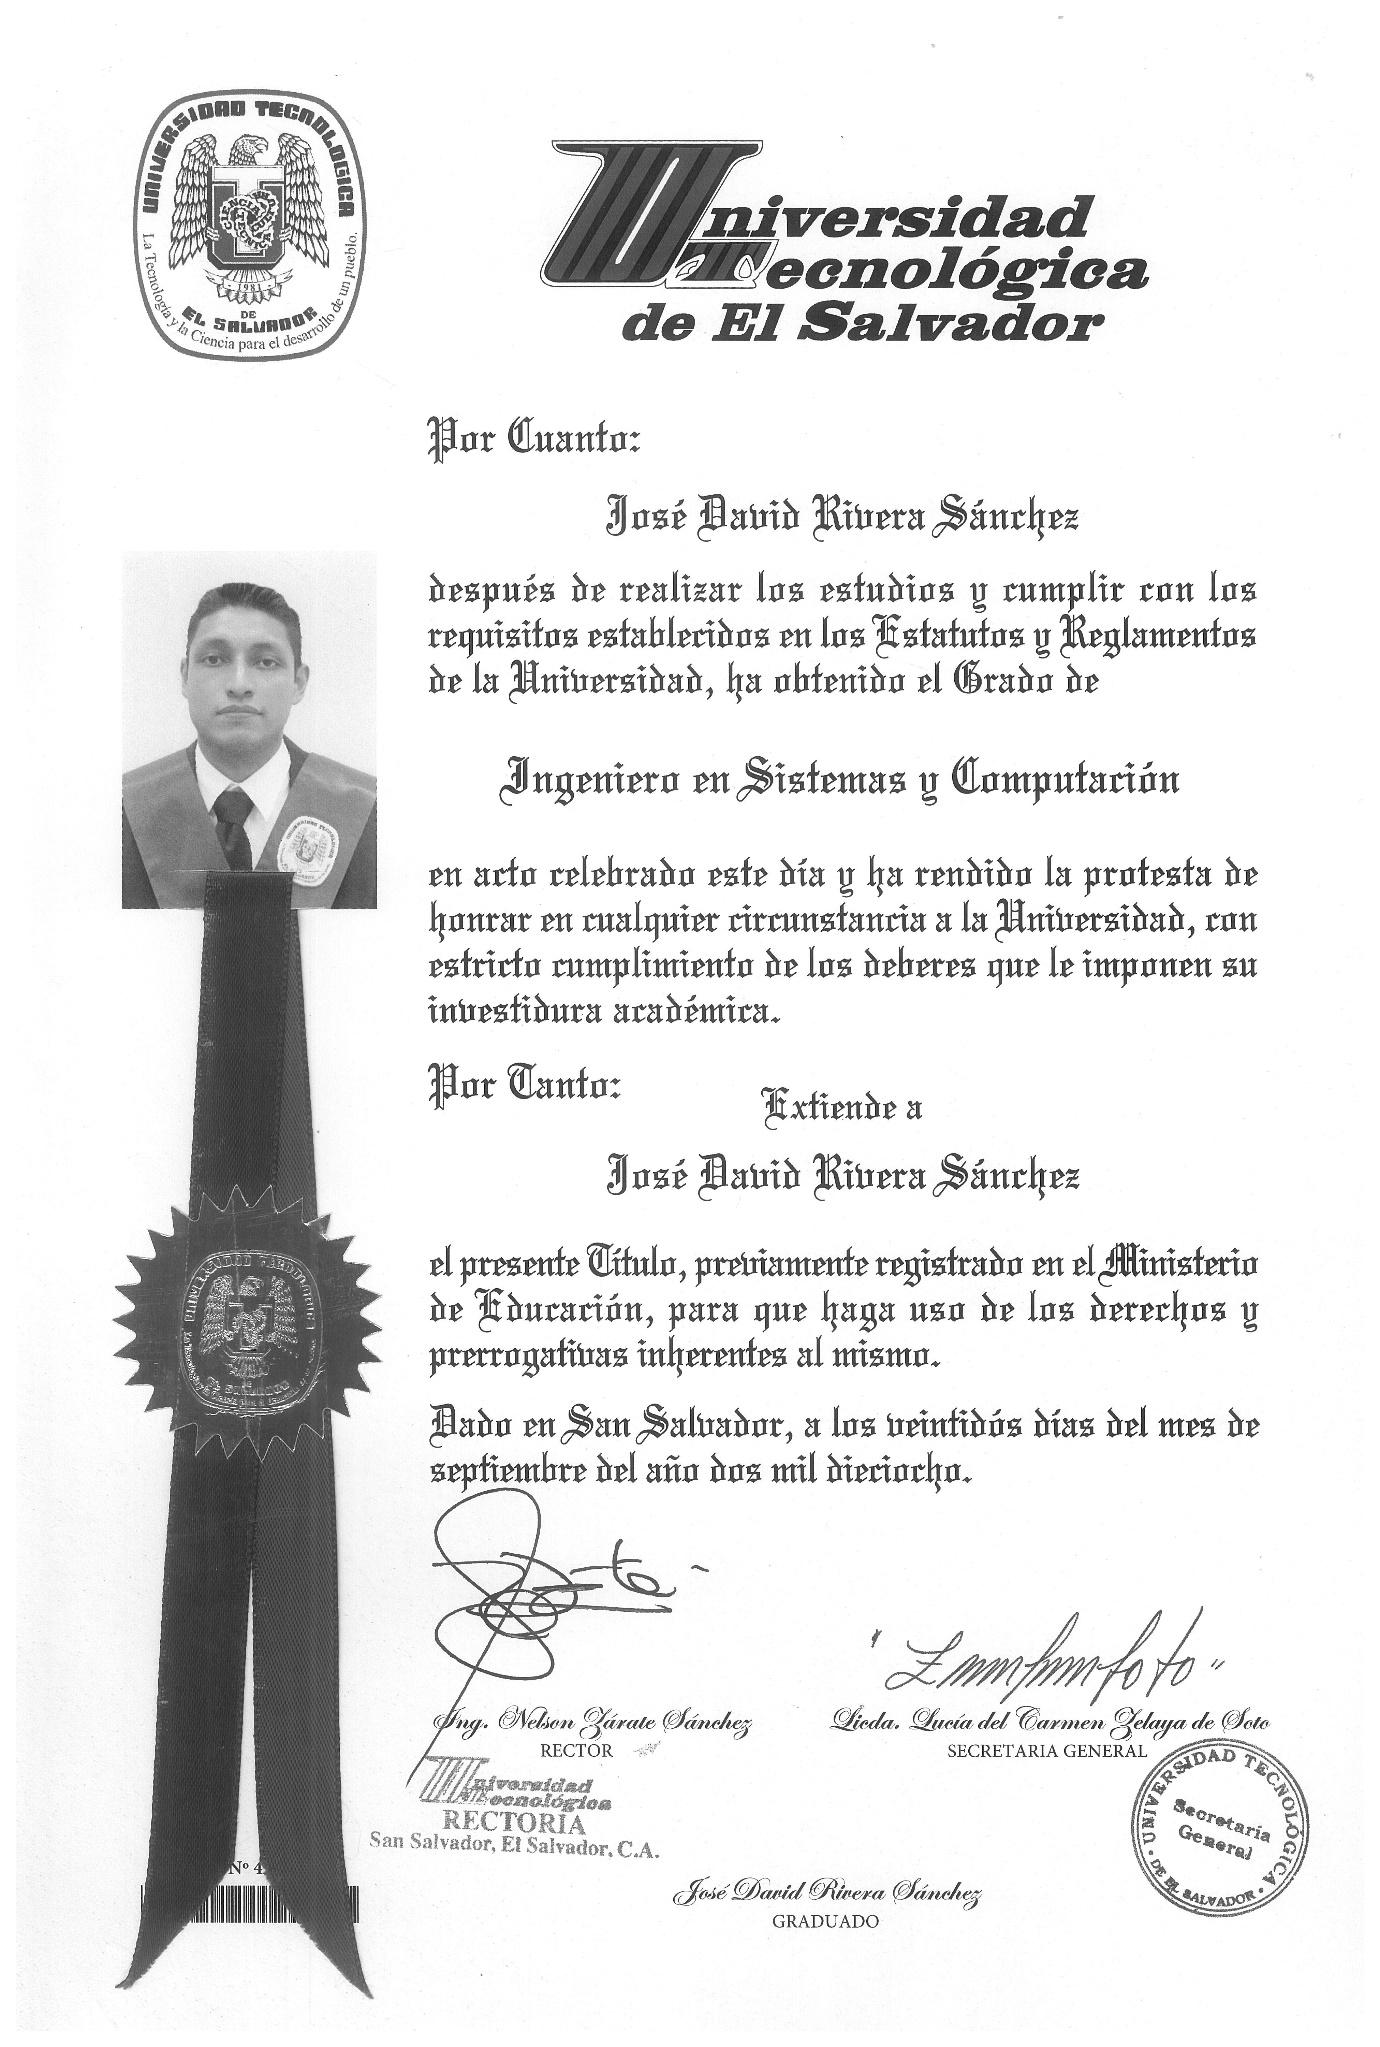 UNIVERSIDAD TECNOLOGICA
DE
EL SALVADOR
1981
La Tecnología y la Ciencia para el desarrollo de un pueblo.
Universidad
Tecnológica
de El Salvador
Por Cuanto:
José David Rivera Sánchez
después de realizar los estudios y cumplir con los
requisitos establecidos en los Estatutos y Reglamentos
de la Universidad, ha obtenido el Grado de
Ingeniero en Sistemas y Computación
en acto celebrado este día y ha rendido la protesta de
honrar en cualquier circunstancia a la Universidad, con
estricto cumplimiento de los deberes que le imponen su
investidura académica.
Por Tanto:
Extiende a
José David Rivera Sánchez
el presente Título, previamente registrado en el Ministerio
de Educación, para que haga uso de los derechos y
prerrogativas inherentes al mismo.
Dado en San Salvador, a los veintidós días del mes de
septiembre del año dos mil dieciocho.
Ing. Nelson Zárate Sánchez
RECTOR
Licda. Lucía del Carmen Zelaya de Soto
SECRETARIA GENERAL
Universidad
Tecnológica
RECTORIA
San Salvador, El Salvador, C.A.
UNIVERSIDAD TECNOLÓGICA
Secretaría
General
DE EL SALVADOR
Nº 4
José David Rivera Sánchez
GRADUADO